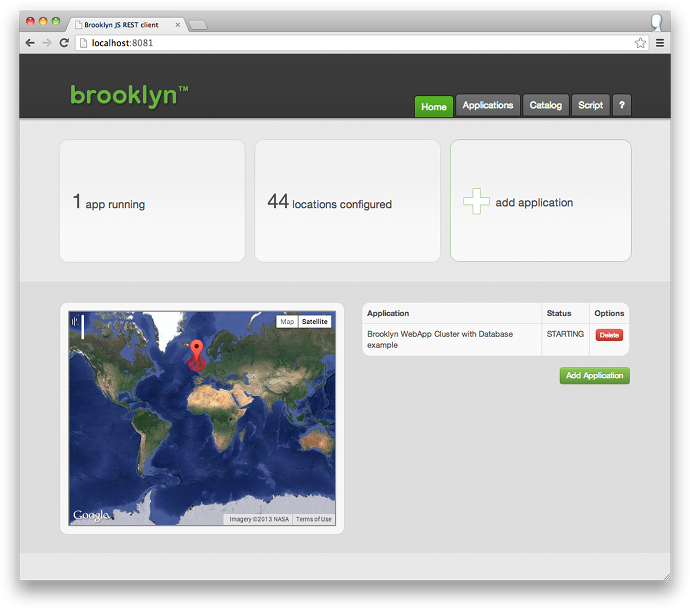 Brooklyn JS REST client
localhost:8081
brooklyn™
Home
Applications
Catalog
Script
?
1 app running
44 locations configured
add application
Map
Satellite
Google
Imagery ©2013 NASA
Terms of Use
Application
Status
Options
Brooklyn WebApp Cluster with Database
example
STARTING
Delete
Add Application